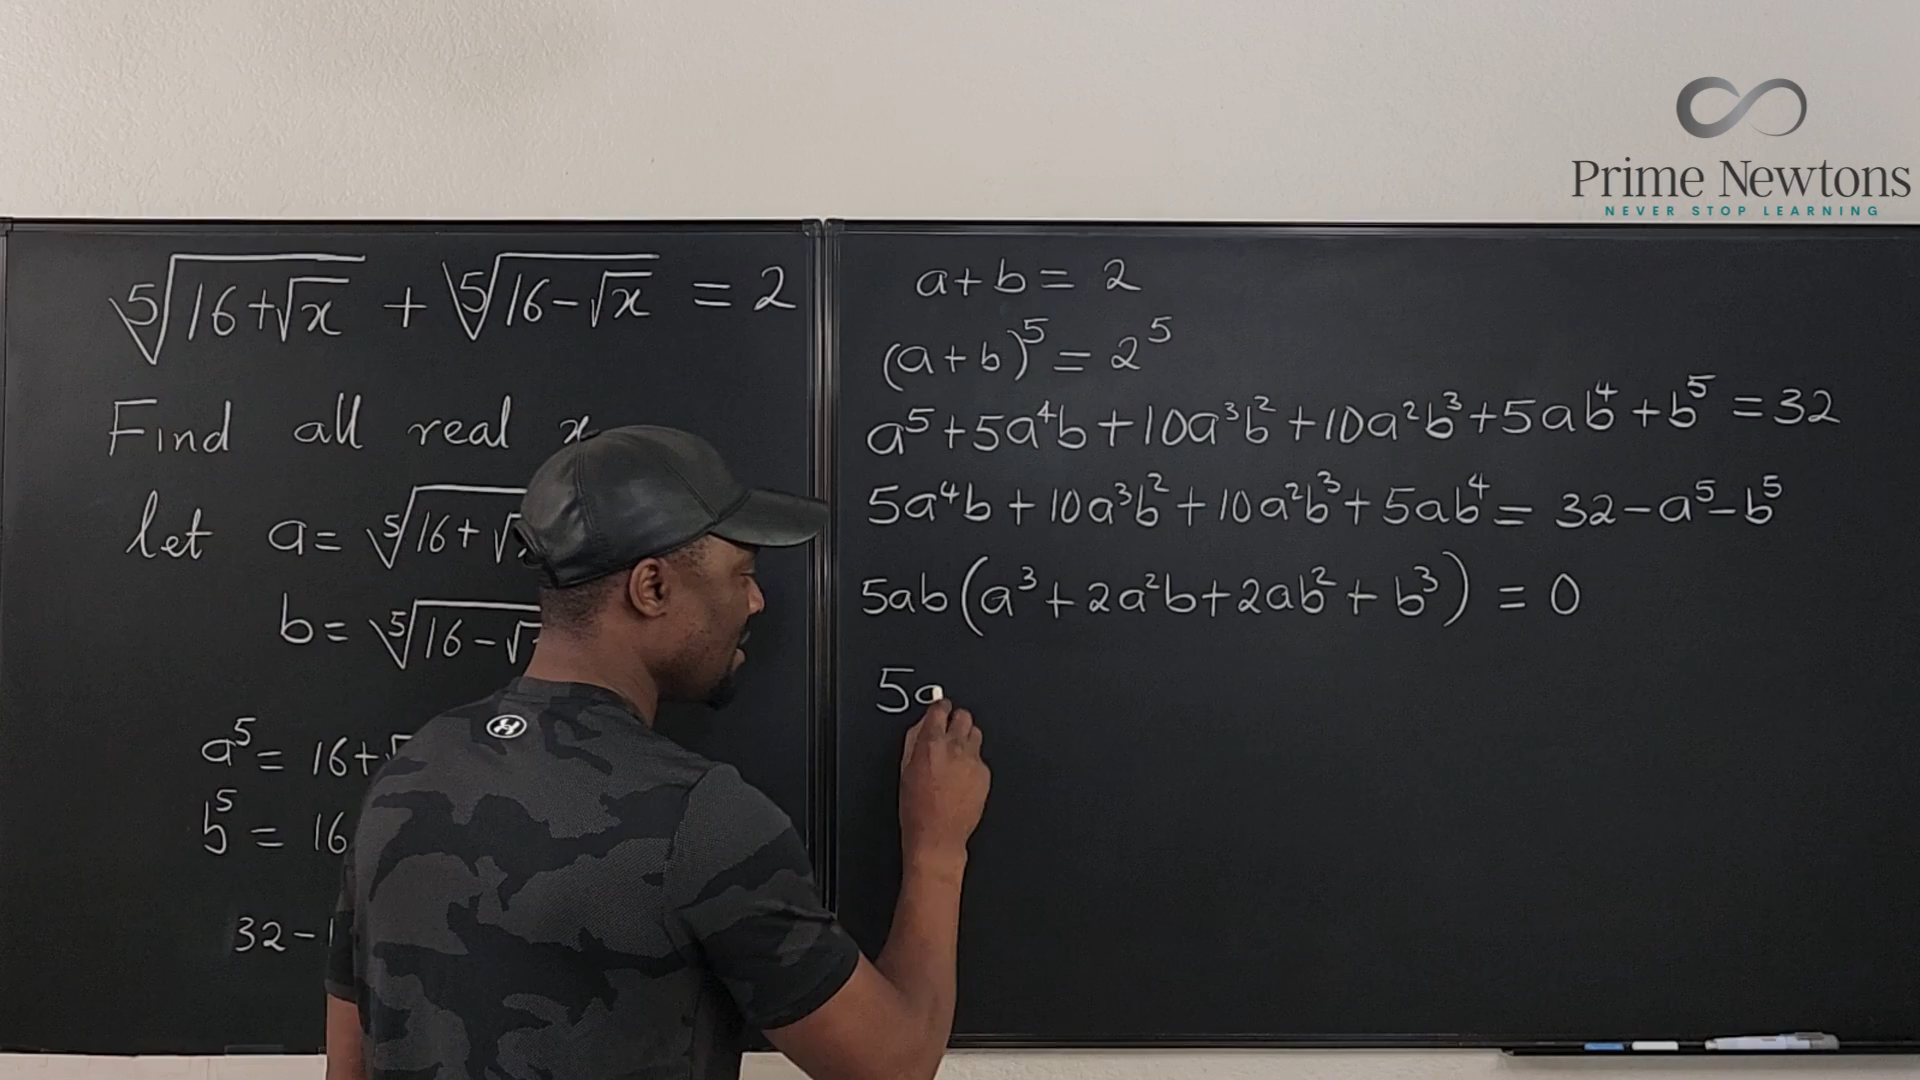 Prime Newtons
NEVER STOP LEARNING
⁵√(16+√x) + ⁵√(16-√x) = 2
Find all real x
let a = ⁵√(16+√
b = ⁵√(16-√
a⁵ = 16+√
b⁵ = 16
32-1
a+b = 2
(a+b)⁵ = 2⁵
a⁵+5a⁴b+10a³b²+10a²b³+5ab⁴+b⁵ = 32
5a⁴b+10a³b²+10a²b³+5ab⁴ = 32-a⁵-b⁵
5ab(a³+2a²b+2ab²+b³) = 0
5a